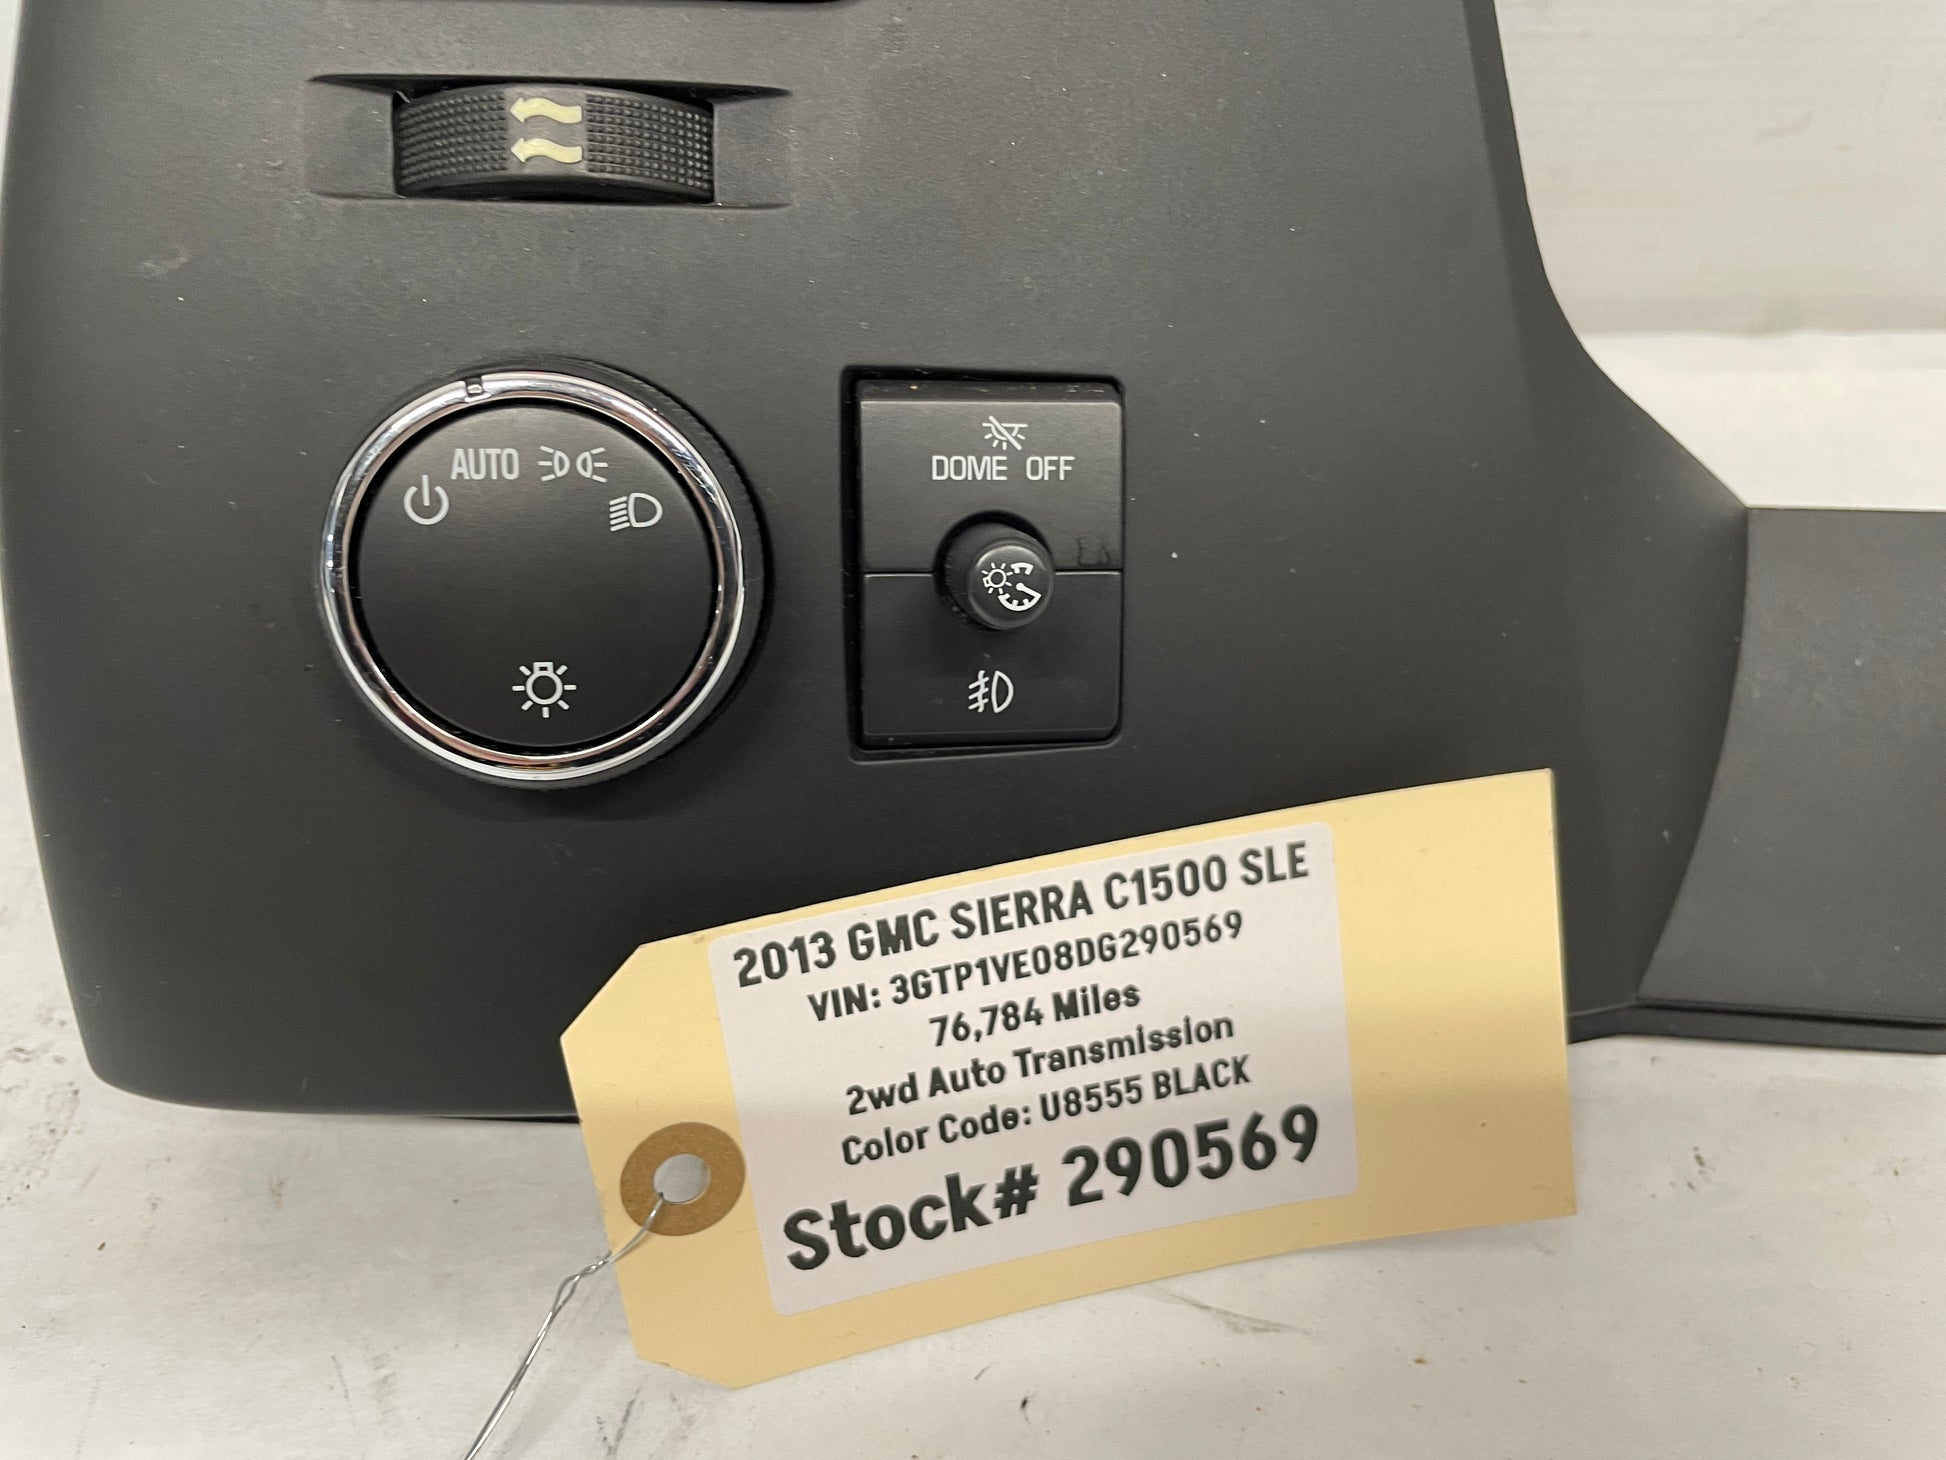 AUTO
DOME OFF
2013 GMC SIERRA C1500 SLE
VIN: 3GTP1VE08DG290569
76,784 Miles
2wd Auto Transmission
Color Code: U8555 BLACK
Stock# 290569